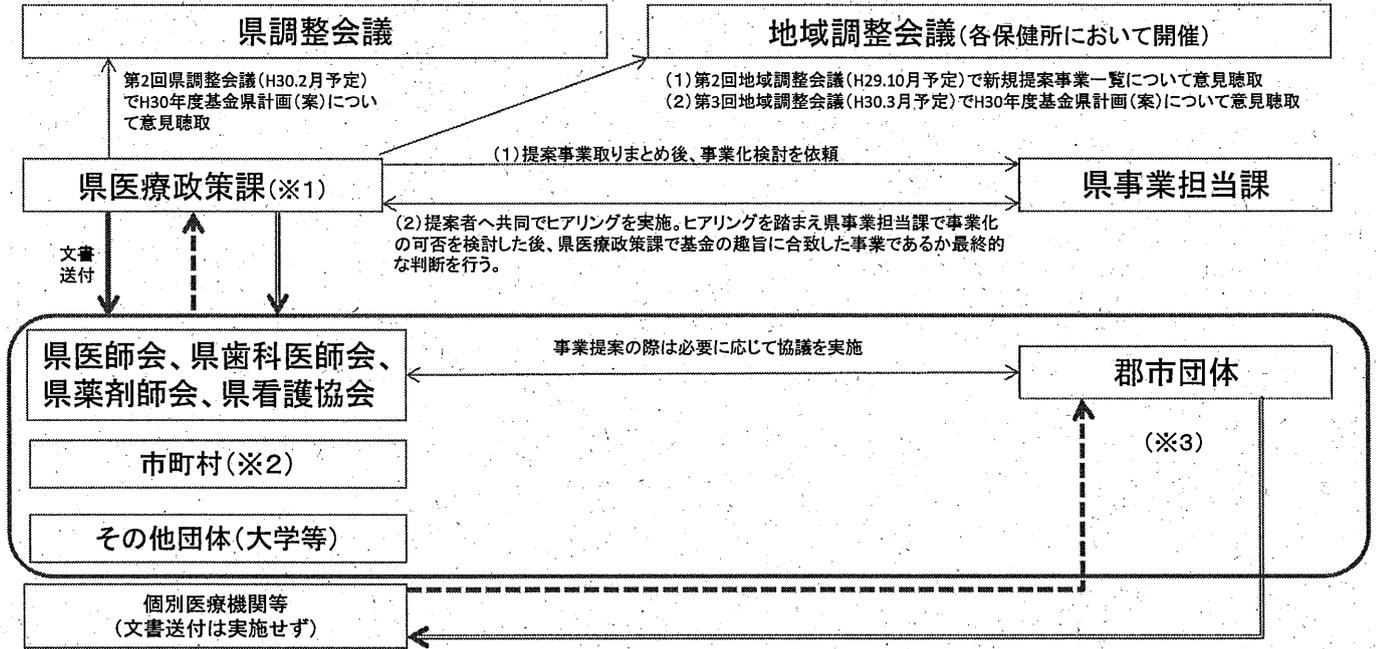 県調整会議
地域調整会議(各保健所において開催)
第2回県調整会議(H30.2月予定)
でH30年度基金県計画(案)につい
て意見聴取
(1)第2回地域調整会議(H29.10月予定)で新規提案事業一覧について意見聴取
(2)第3回地域調整会議(H30.3月予定)でH30年度基金県計画(案)について意見聴取
(1)提案事業取りまとめ後、事業化検討を依頼
県医療政策課(※1)
県事業担当課
(2)提案者へ共同でヒアリングを実施。ヒアリングを踏まえ県事業担当課で事業化
の可否を検討した後、県医療政策課で基金の趣旨に合致した事業であるか最終的
な判断を行う。
文書
送付
県医師会、県歯科医師会、
県薬剤師会、県看護協会
事業提案の際は必要に応じて協議を実施
郡市団体
(※3)
市町村(※2)
その他団体(大学等)
個別医療機関等
(文書送付は実施せず)